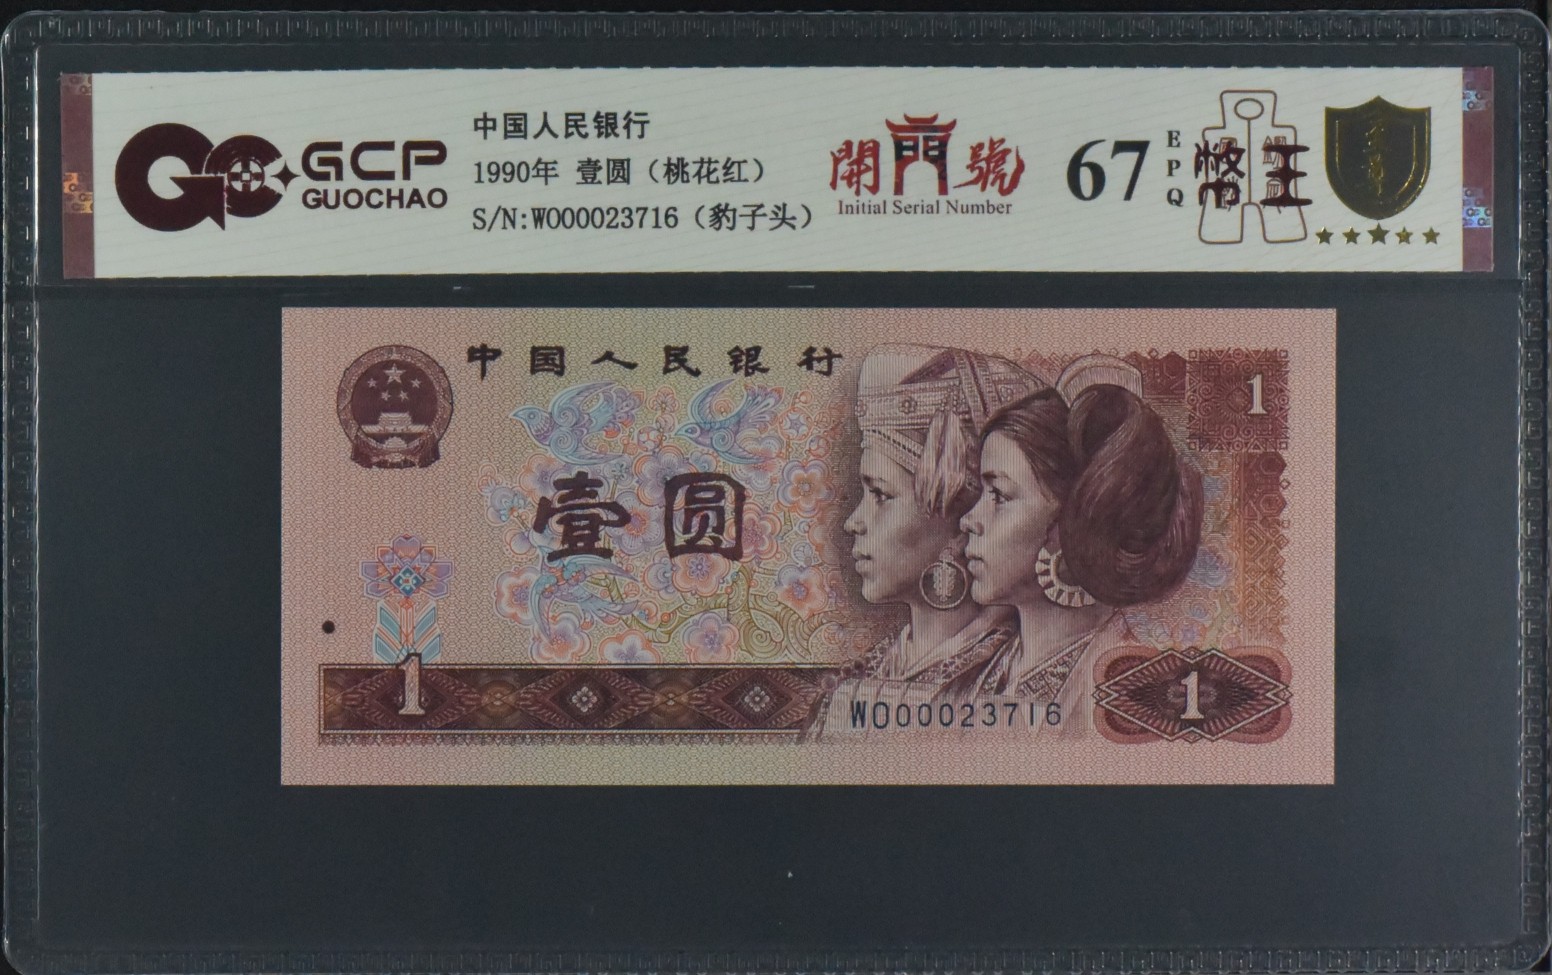 GCP
GUOCHAO
中国人民银行
1990年 壹圆（桃花红）
S/N:WO00023716（豹子头）
開門號
Initial Serial Number
67
EPQ
幣王
中国人民银行
1
壹圆
1
1
WO00023716